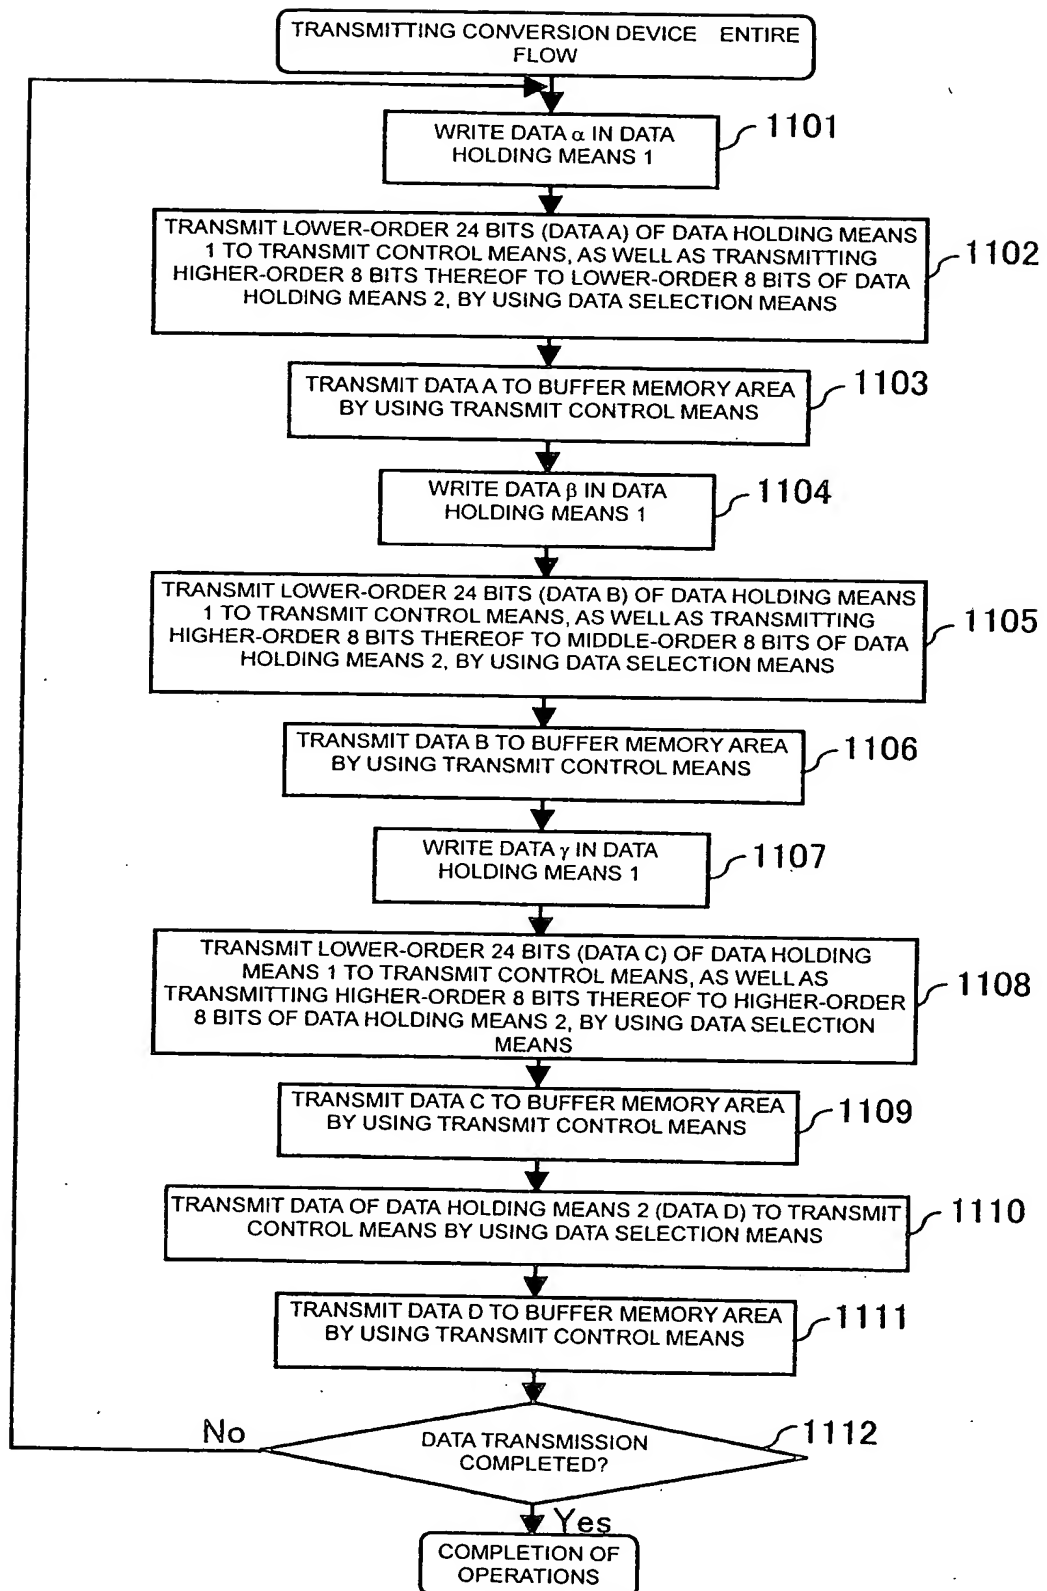 TRANSMITTING CONVERSION DEVICE ENTIRE
FLOW
WRITE DATA α IN DATA
HOLDING MEANS 1
1101
TRANSMIT LOWER-ORDER 24 BITS (DATA A) OF DATA HOLDING MEANS
1 TO TRANSMIT CONTROL MEANS, AS WELL AS TRANSMITTING
HIGHER-ORDER 8 BITS THEREOF TO LOWER-ORDER 8 BITS OF DATA
HOLDING MEANS 2, BY USING DATA SELECTION MEANS
1102
TRANSMIT DATA A TO BUFFER MEMORY AREA
BY USING TRANSMIT CONTROL MEANS
1103
WRITE DATA β IN DATA
HOLDING MEANS 1
1104
TRANSMIT LOWER-ORDER 24 BITS (DATA B) OF DATA HOLDING MEANS
1 TO TRANSMIT CONTROL MEANS, AS WELL AS TRANSMITTING
HIGHER-ORDER 8 BITS THEREOF TO MIDDLE-ORDER 8 BITS OF DATA
HOLDING MEANS 2, BY USING DATA SELECTION MEANS
1105
TRANSMIT DATA B TO BUFFER MEMORY AREA
BY USING TRANSMIT CONTROL MEANS
1106
WRITE DATA γ IN DATA
HOLDING MEANS 1
1107
TRANSMIT LOWER-ORDER 24 BITS (DATA C) OF DATA HOLDING
MEANS 1 TO TRANSMIT CONTROL MEANS, AS WELL AS
TRANSMITTING HIGHER-ORDER 8 BITS THEREOF TO HIGHER-ORDER
8 BITS OF DATA HOLDING MEANS 2, BY USING DATA SELECTION
MEANS
1108
TRANSMIT DATA C TO BUFFER MEMORY AREA
BY USING TRANSMIT CONTROL MEANS
1109
TRANSMIT DATA OF DATA HOLDING MEANS 2 (DATA D) TO TRANSMIT
CONTROL MEANS BY USING DATA SELECTION MEANS
1110
TRANSMIT DATA D TO BUFFER MEMORY AREA
BY USING TRANSMIT CONTROL MEANS
1111
No
DATA TRANSMISSION
COMPLETED?
1112
Yes
COMPLETION OF
OPERATIONS